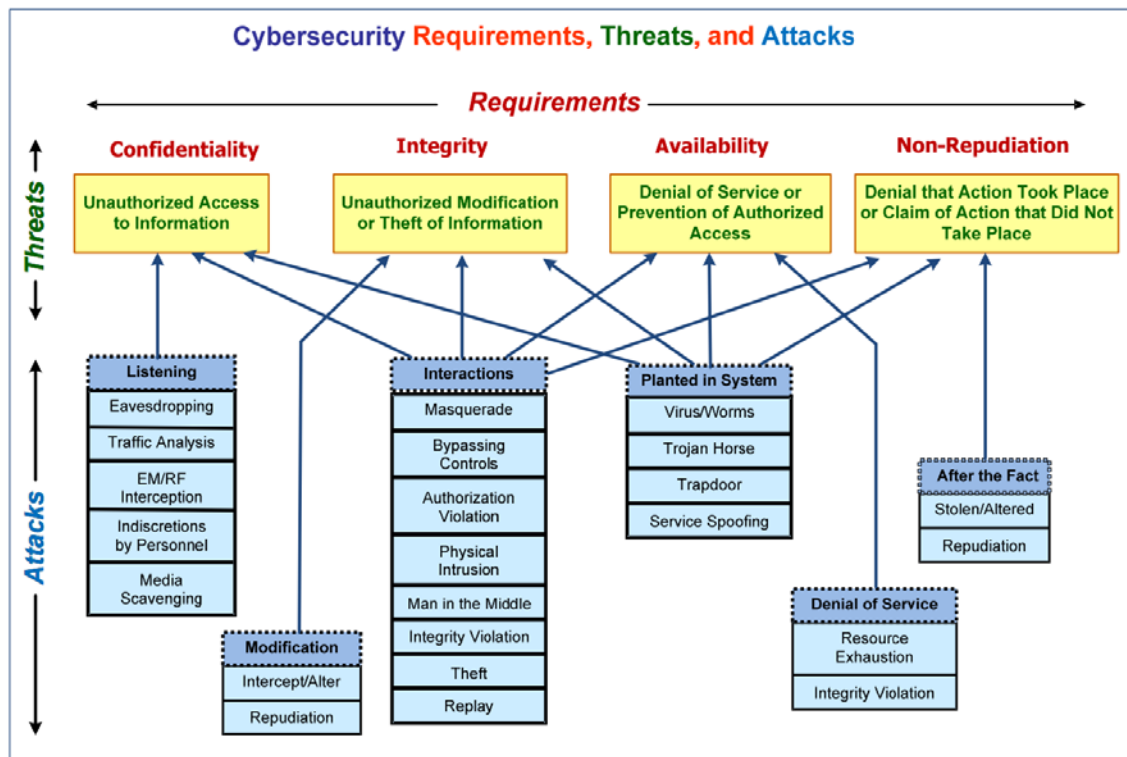 Cybersecurity Requirements, Threats, and Attacks
Requirements
Confidentiality
Integrity
Availability
Non-Repudiation
Threats
Unauthorized Access
to Information
Unauthorized Modification
or Theft of Information
Denial of Service or
Prevention of Authorized
Access
Denial that Action Took Place
or Claim of Action that Did Not
Take Place
Attacks
Listening
Eavesdropping
Traffic Analysis
EM/RF
Interception
Indiscretions
by Personnel
Media
Scavenging
Modification
Intercept/Alter
Repudiation
Interactions
Masquerade
Bypassing
Controls
Authorization
Violation
Physical
Intrusion
Man in the Middle
Integrity Violation
Theft
Replay
Planted in System
Virus/Worms
Trojan Horse
Trapdoor
Service Spoofing
Denial of Service
Resource
Exhaustion
Integrity Violation
After the Fact
Stolen/Altered
Repudiation